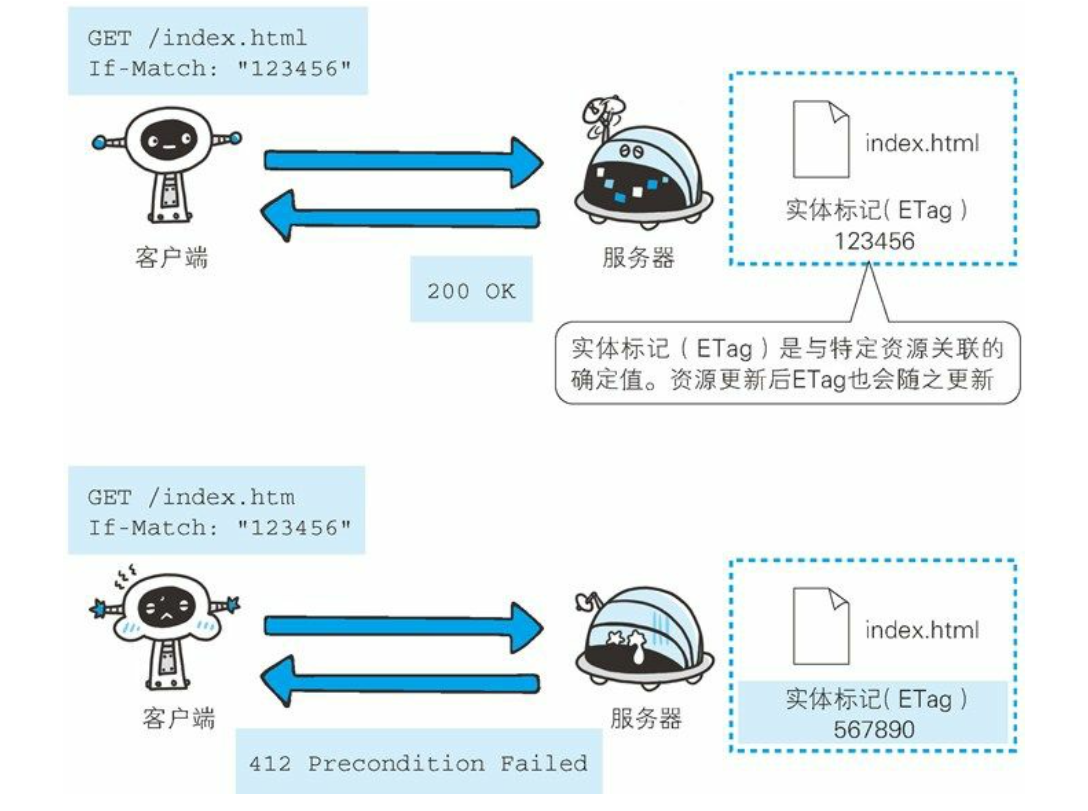 GET /index.html
If-Match: "123456"
index.html
实体标记( ETag )
123456
客户端
服务器
200 OK
实体标记 ( ETag ) 是与特定资源关联的
确定值。资源更新后ETag也会随之更新
GET /index.htm
If-Match: "123456"
index.html
实体标记( ETag )
567890
客户端
服务器
412 Precondition Failed